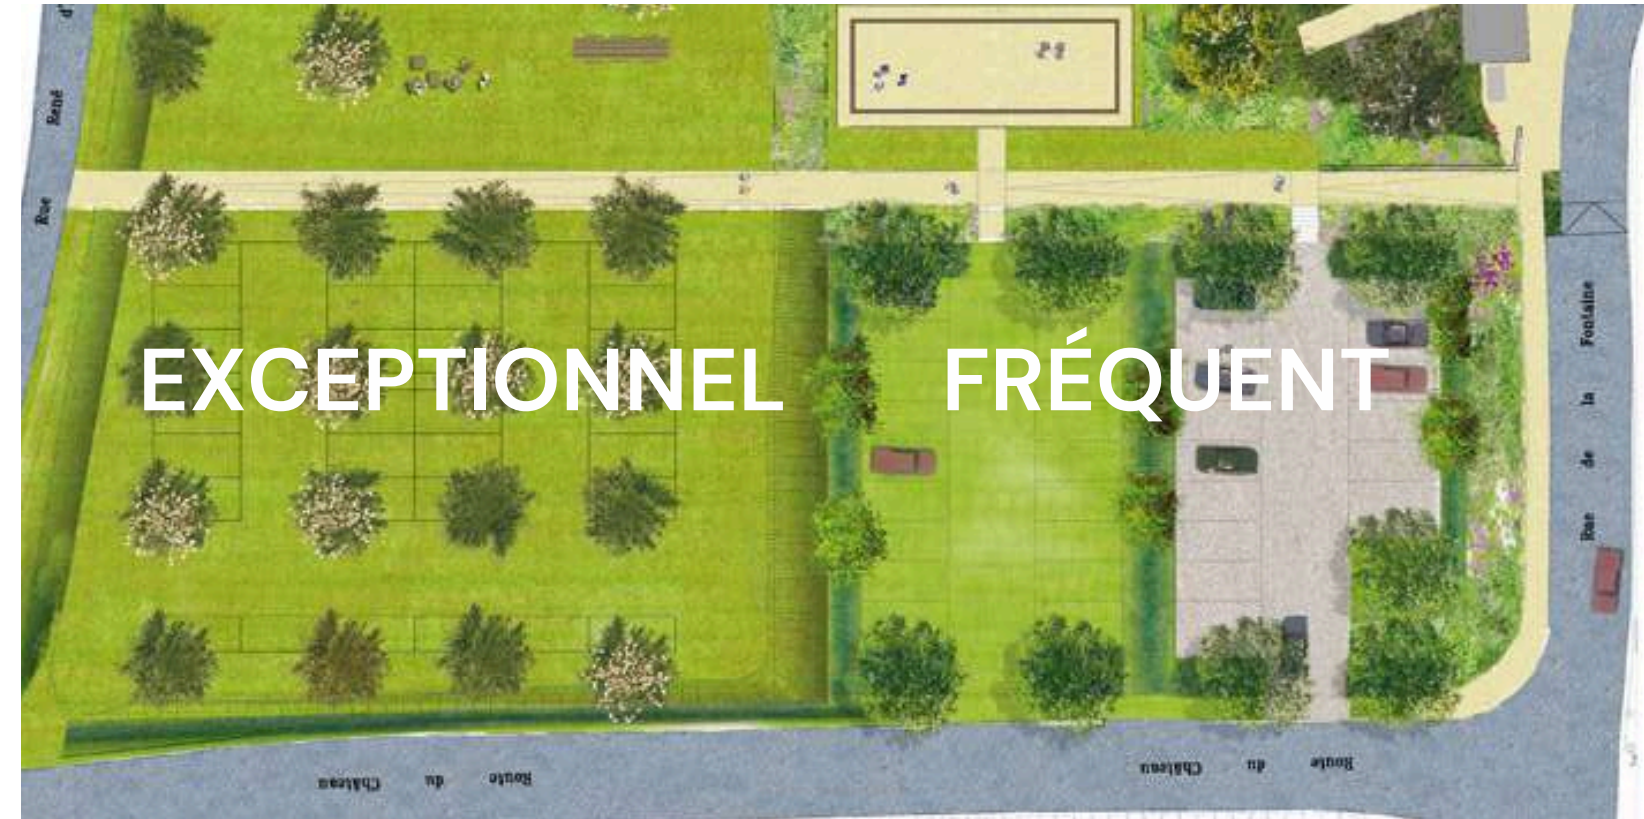 d'
René
Rue
EXCEPTIONNEL
FRÉQUENT
Rue de la Fontaine
Route du Château
Route du Château